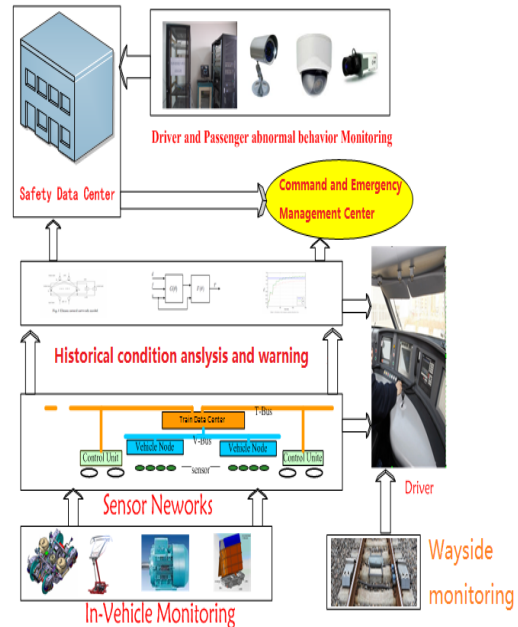 Driver and Passenger abnormal behavior Monitoring
Safety Data Center
Command and Emergency
Management Center
G(s)
F(s)
Historical condition anslysis and warning
T-Bus
Train Data Center
V-Bus
Vehicle Node
Vehicle Node
Control Unit
Control Unite
sensor
Sensor Neworks
Driver
In-Vehicle Monitoring
Wayside
monitoring